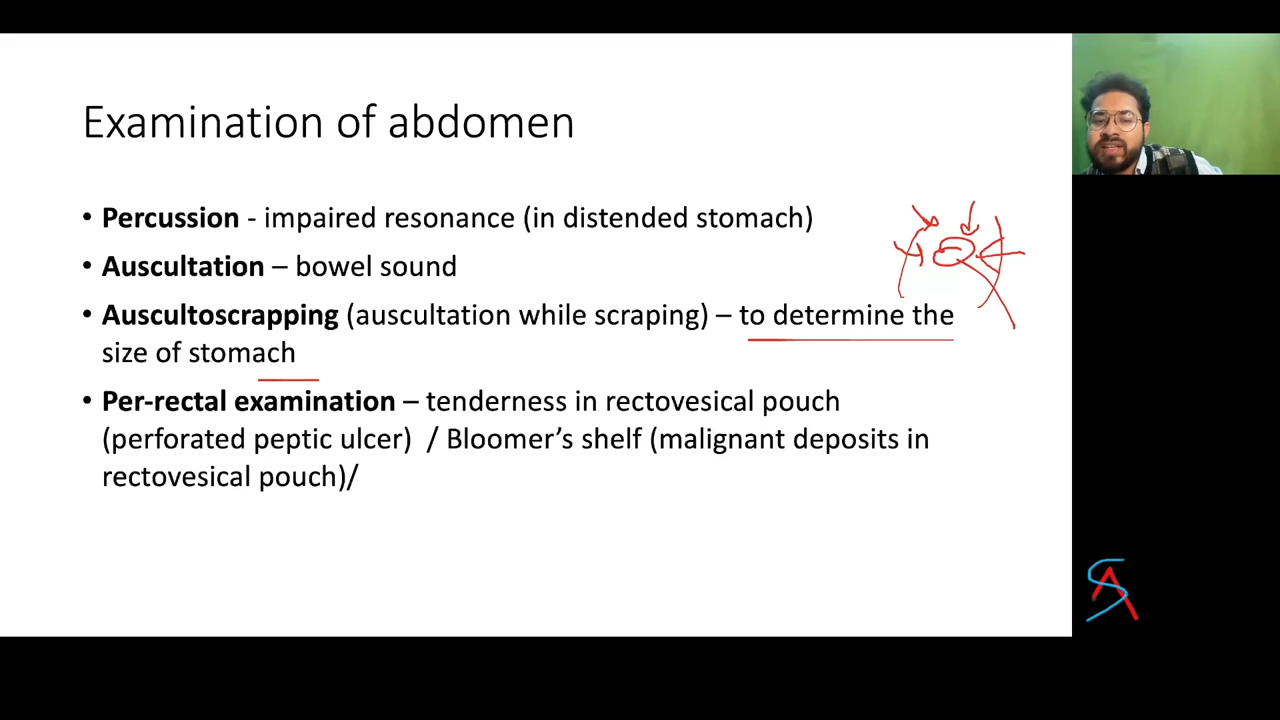 Examination of abdomen
• Percussion - impaired resonance (in distended stomach)
• Auscultation – bowel sound
• Auscultoscrapping (auscultation while scraping) – to determine the
size of stomach
• Per-rectal examination – tenderness in rectovesical pouch
(perforated peptic ulcer)  / Bloomer’s shelf (malignant deposits in
rectovesical pouch)/
SA